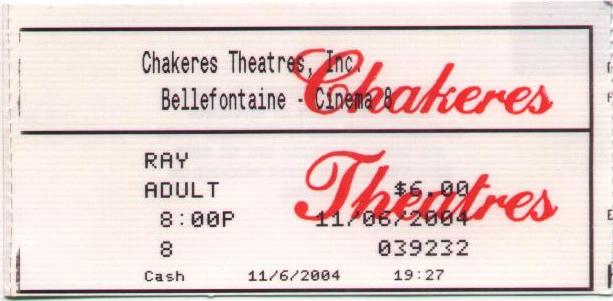 Chakeres Theatres, Inc.
Bellefontaine - Cinema 8
Chakeres
Theatres
RAY
ADULT $6.00
8:00P 11/06/2004
8 039232
Cash 11/6/2004 19:27